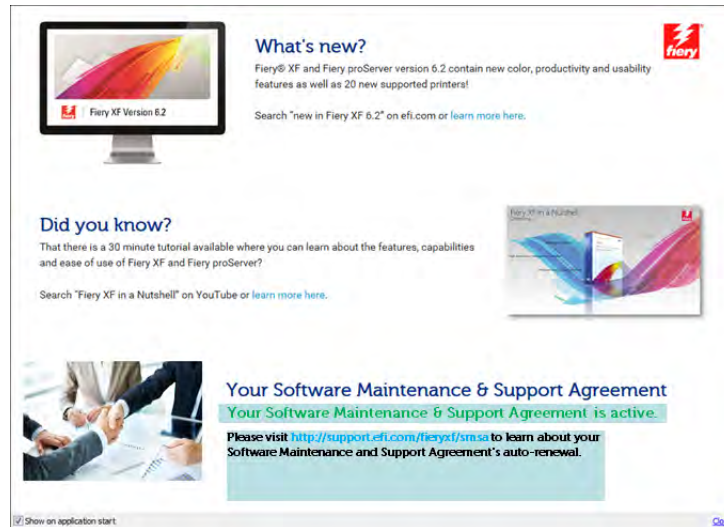 What's new?
fiery
Fiery® XF and Fiery proServer version 6.2 contain new color, productivity and usability
features as well as 20 new supported printers!
Fiery XF Version 6.2
Search "new in Fiery XF 6.2" on efi.com or learn more here.
Did you know?
Fiery XF in a Nutshell
That there is a 30 minute tutorial available where you can learn about the features, capabilities
and ease of use of Fiery XF and Fiery proServer?
Search "Fiery XF in a Nutshell" on YouTube or learn more here.
Your Software Maintenance & Support Agreement
Your Software Maintenance & Support Agreement is active.
Please visit http://support.efi.com/fieryxf/smsa to learn about your
Software Maintenance and Support Agreement's auto-renewal.
Show on application start